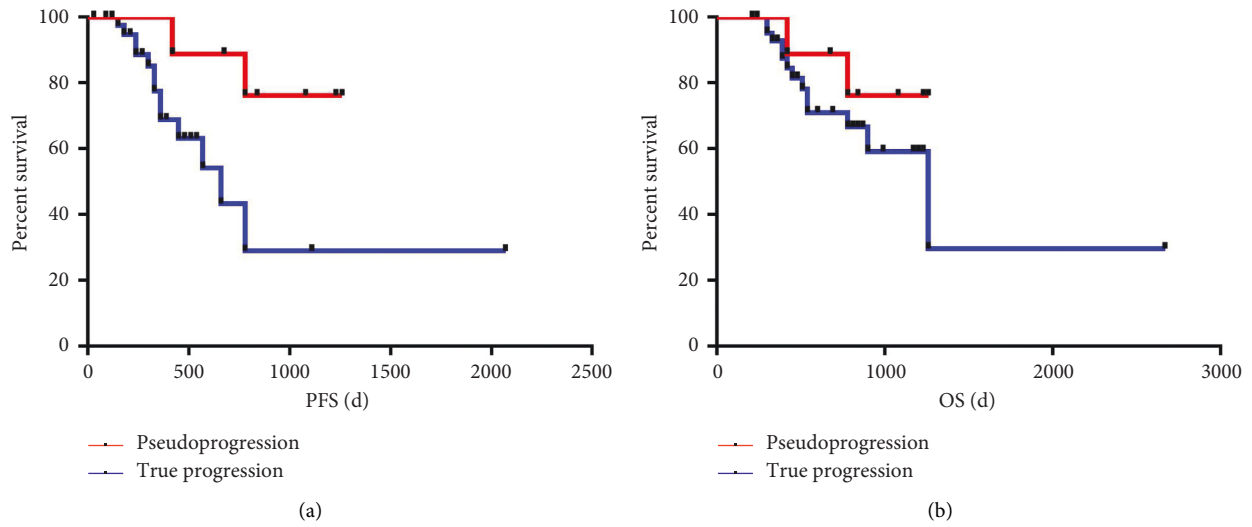 100
80
60
40
20
0
Percent survival
0 500 1000 1500 2000 2500
PFS (d)
Pseudoprogression
True progression
(a)
100
80
60
40
20
0
Percent survival
0 1000 2000 3000
OS (d)
Pseudoprogression
True progression
(b)